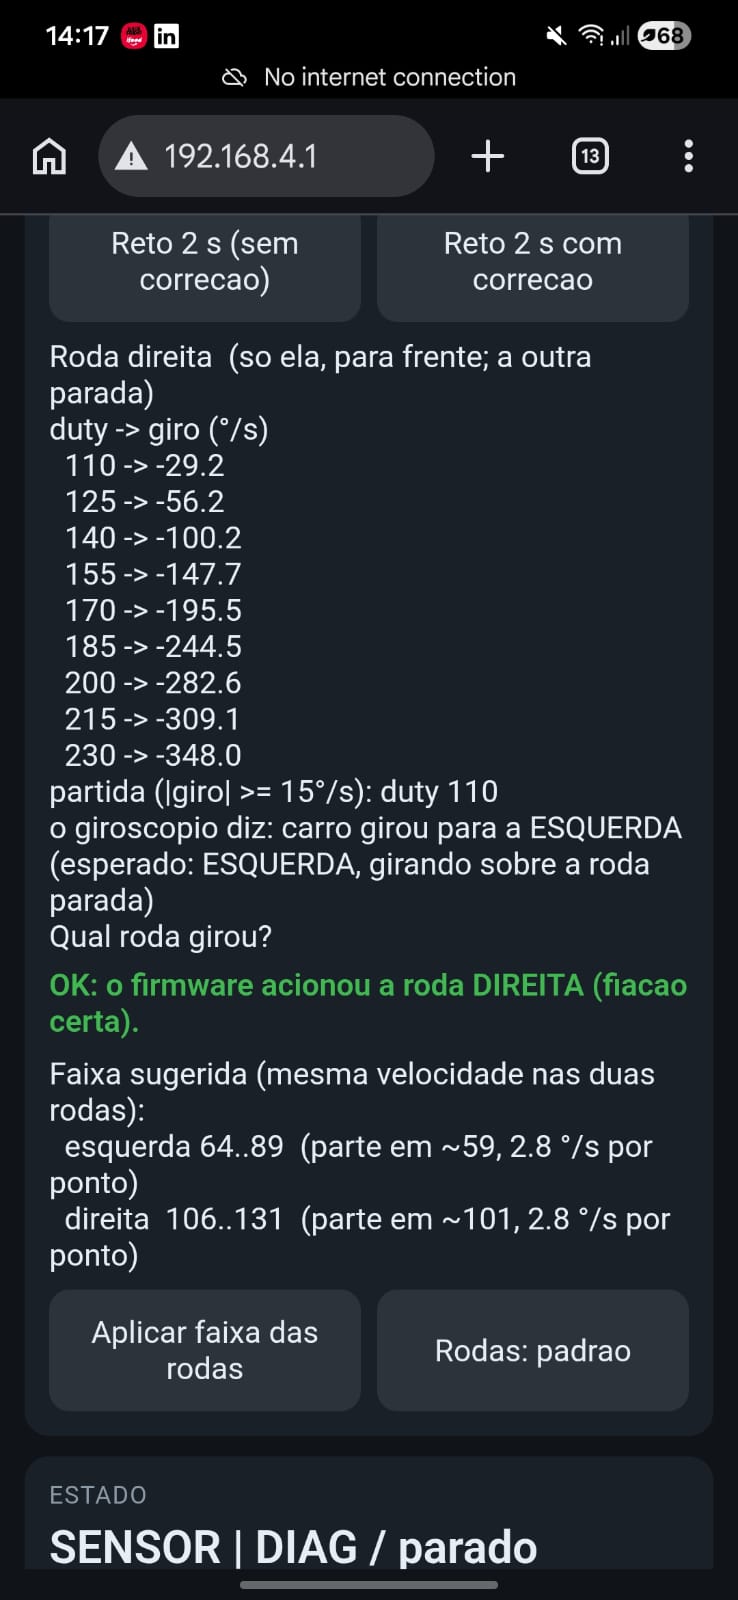 14:17
in
68
No internet connection
192.168.4.1
13
Reto 2 s (sem
correcao)
Reto 2 s com
correcao
Roda direita  (so ela, para frente; a outra
parada)
duty -> giro (°/s)
110 -> -29.2
125 -> -56.2
140 -> -100.2
155 -> -147.7
170 -> -195.5
185 -> -244.5
200 -> -282.6
215 -> -309.1
230 -> -348.0
partida (|giro| >= 15°/s): duty 110
o giroscopio diz: carro girou para a ESQUERDA
(esperado: ESQUERDA, girando sobre a roda
parada)
Qual roda girou?
OK: o firmware acionou a roda DIREITA (fiacao
certa).
Faixa sugerida (mesma velocidade nas duas
rodas):
esquerda 64..89  (parte em ~59, 2.8 °/s por
ponto)
direita  106..131  (parte em ~101, 2.8 °/s por
ponto)
Aplicar faixa das
rodas
Rodas: padrao
ESTADO
SENSOR | DIAG / parado